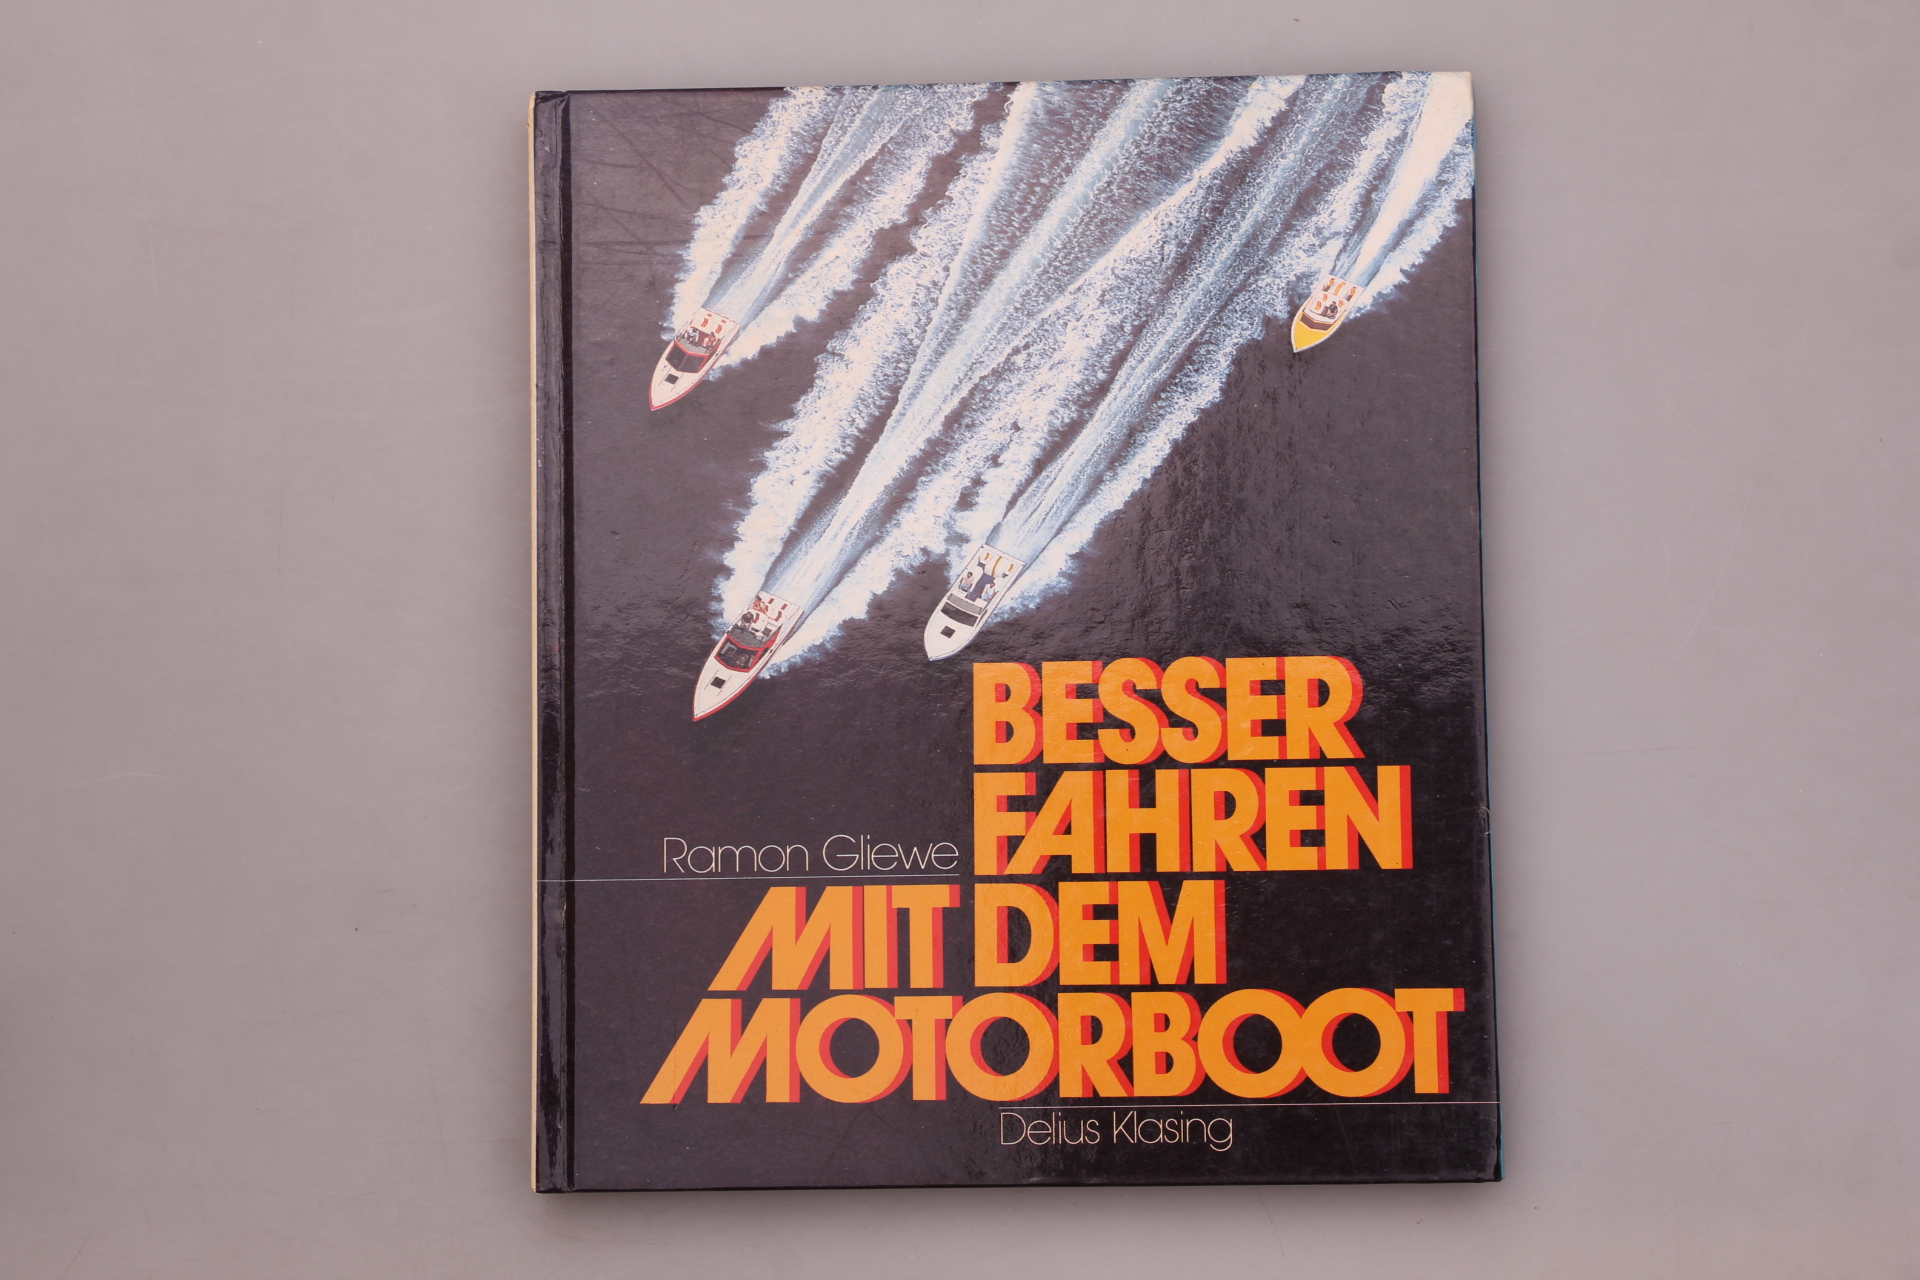 BESSER
FAHREN
Ramon Gliewe
MIT DEM
MOTORBOOT
Delius Klasing